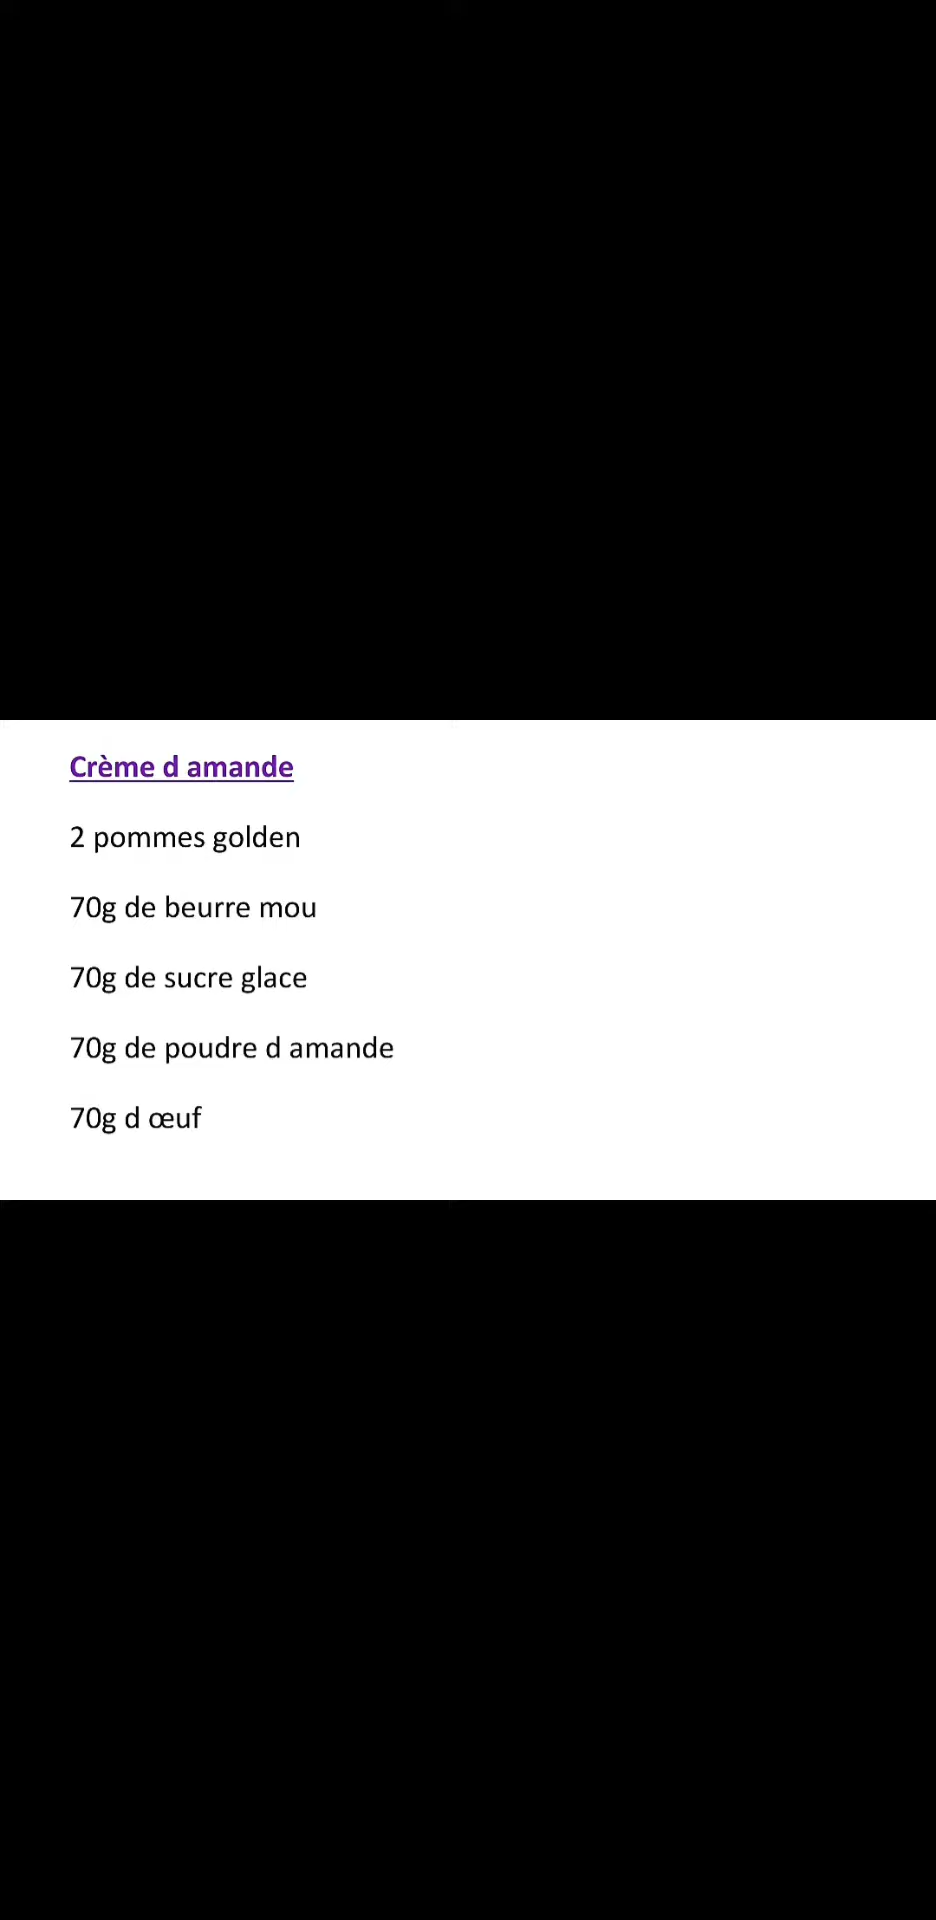 Crème d amande
2 pommes golden
70g de beurre mou
70g de sucre glace
70g de poudre d amande
70g d œuf